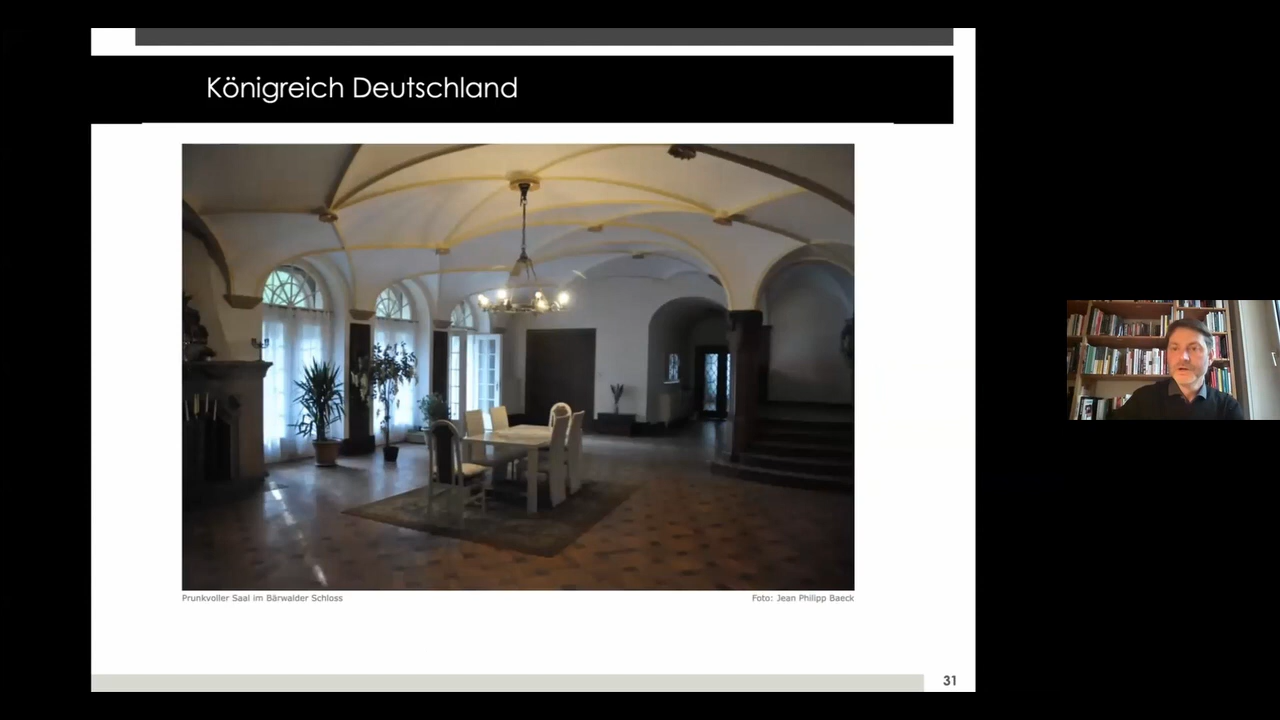 Königreich Deutschland
Prunkvoller Saal im Bärwalder Schloss
Foto: Jean Philipp Baeck
31